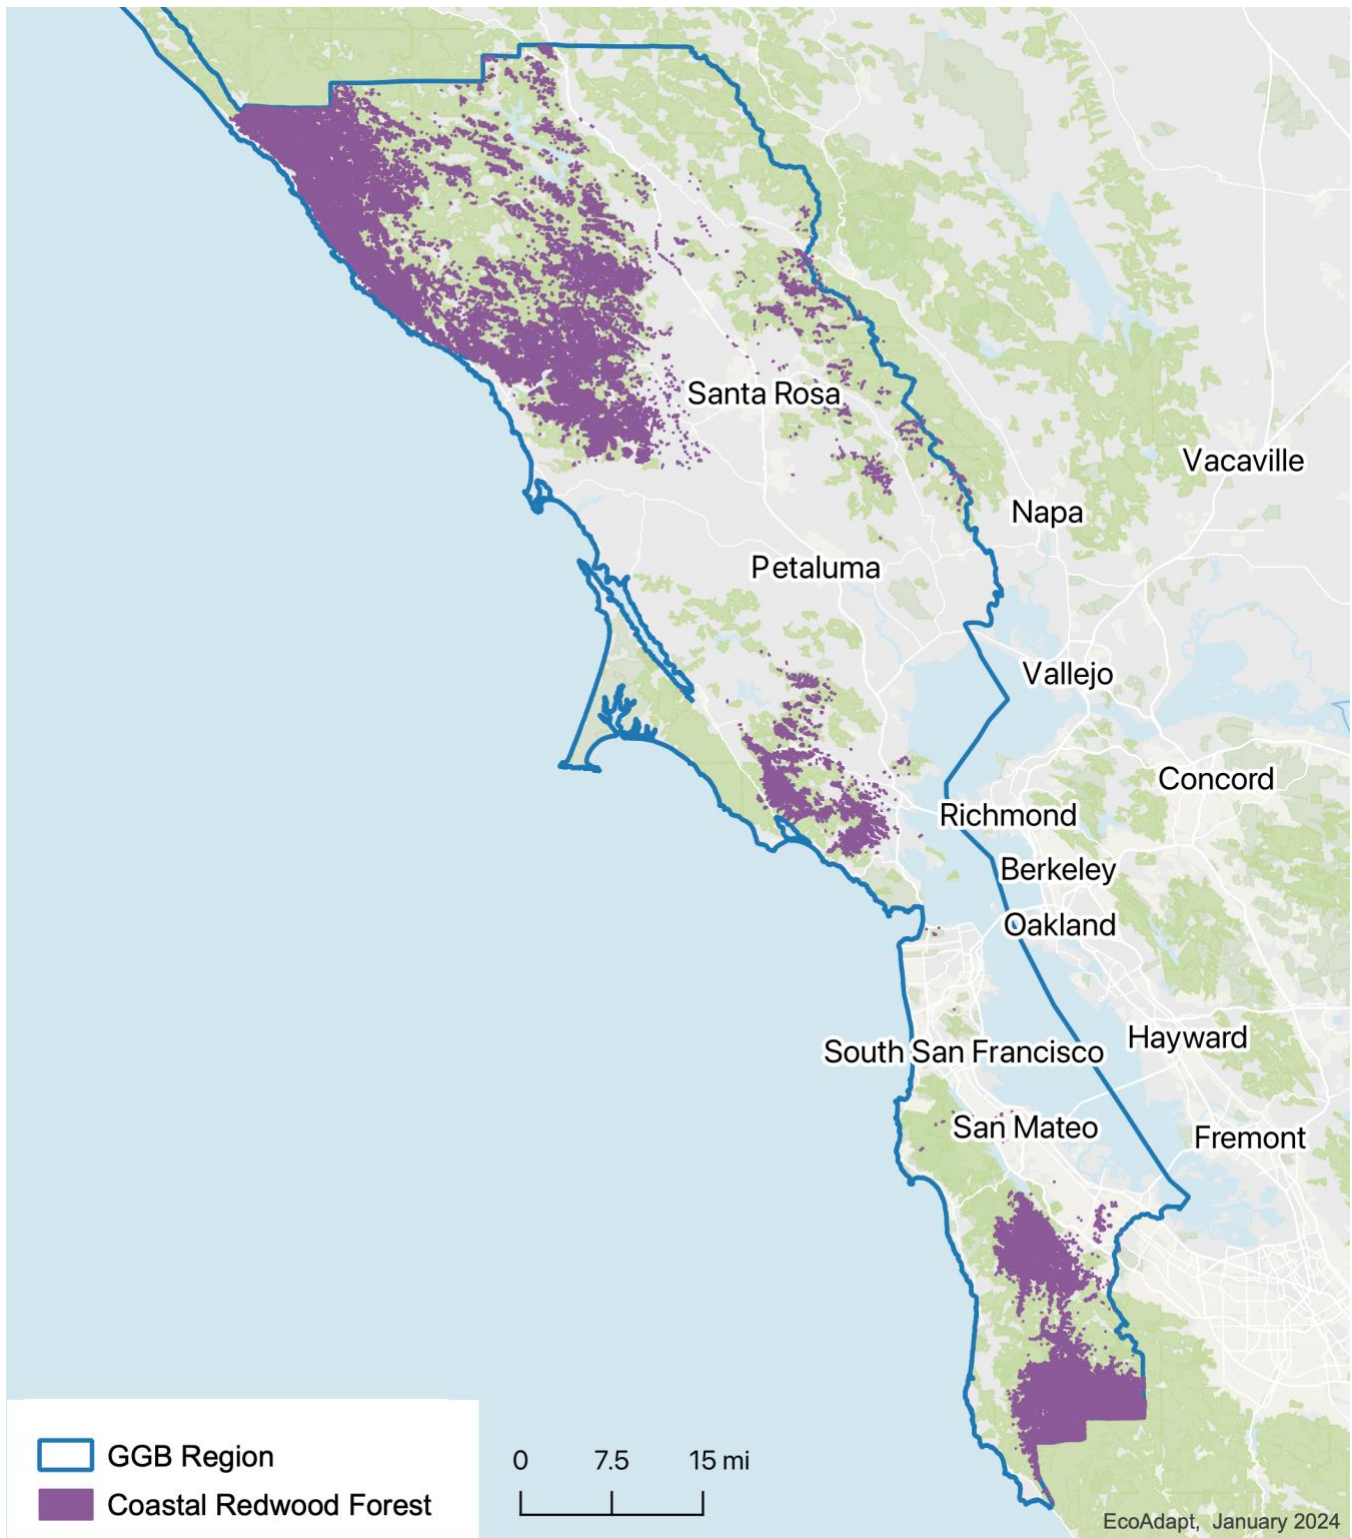 Santa Rosa
Vacaville
Napa
Petaluma
Vallejo
Concord
Richmond
Berkeley
Oakland
Hayward
South San Francisco
San Mateo
Fremont
GGB Region
Coastal Redwood Forest
0 7.5 15 mi
EcoAdapt, January 2024